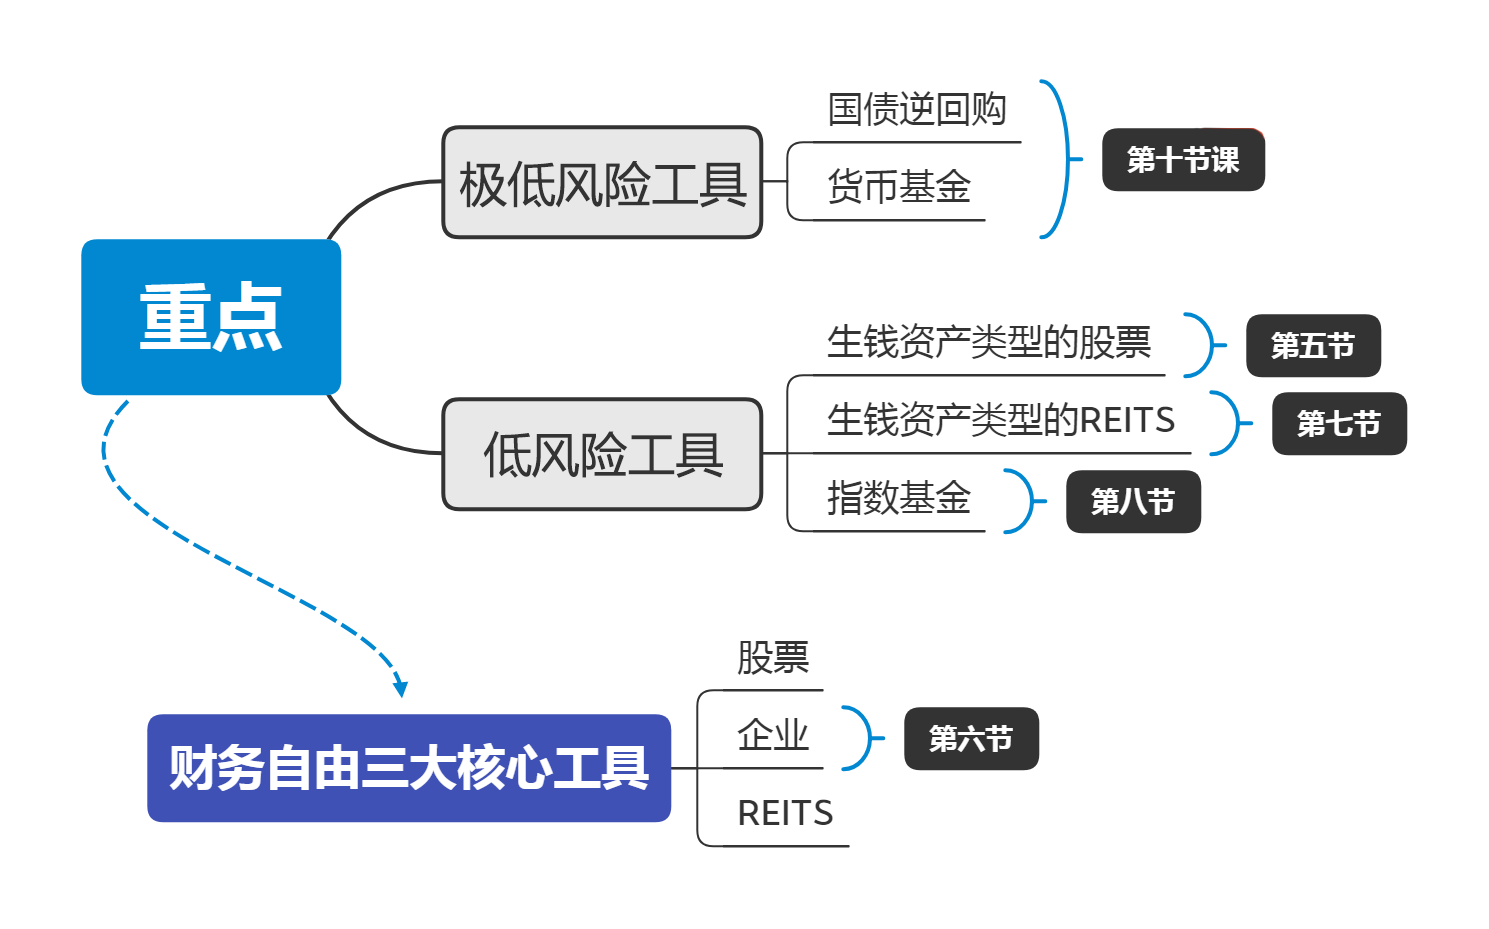 重点
极低风险工具
国债逆回购
货币基金
第十节课
低风险工具
生钱资产类型的股票
第五节
生钱资产类型的REITS
第七节
指数基金
第八节
财务自由三大核心工具
股票
企业
第六节
REITS